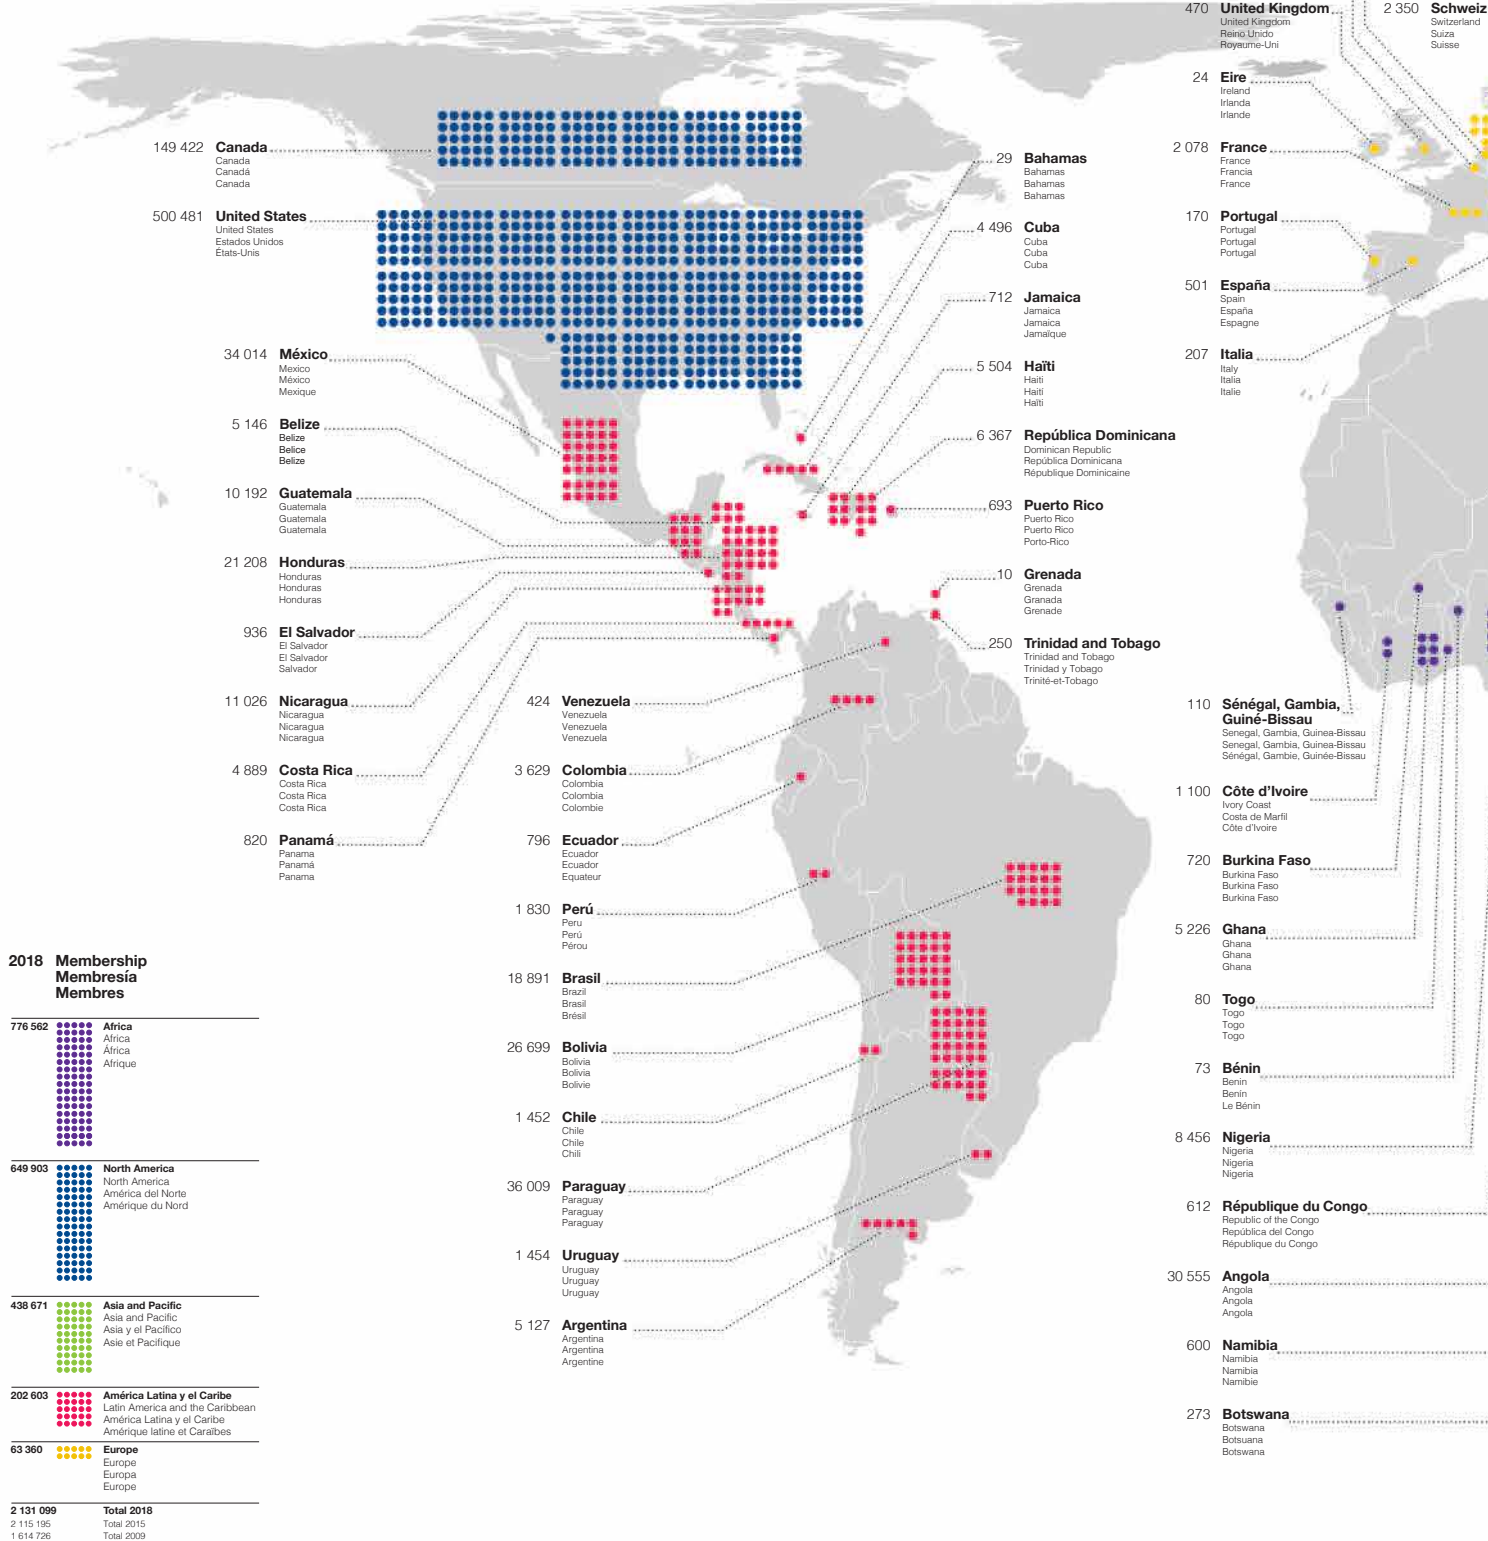 149 422 Canada
Canada
Canadá
Canada
500 481 United States
United States
Estados Unidos
États-Unis
34 014 México
Mexico
México
Mexique
5 146 Belize
Belize
Belice
Belize
10 192 Guatemala
Guatemala
Guatemala
Guatemala
21 208 Honduras
Honduras
Honduras
Honduras
936 El Salvador
El Salvador
El Salvador
Salvador
11 026 Nicaragua
Nicaragua
Nicaragua
Nicaragua
4 889 Costa Rica
Costa Rica
Costa Rica
Costa Rica
820 Panamá
Panama
Panamá
Panama
29 Bahamas
Bahamas
Bahamas
Bahamas
4 496 Cuba
Cuba
Cuba
Cuba
712 Jamaica
Jamaica
Jamaica
Jamaïque
5 504 Haïti
Haiti
Haití
Haïti
6 367 República Dominicana
Dominican Republic
República Dominicana
République Dominicaine
693 Puerto Rico
Puerto Rico
Puerto Rico
Porto-Rico
10 Grenada
Grenada
Granada
Grenade
250 Trinidad and Tobago
Trinidad and Tobago
Trinidad y Tobago
Trinité-et-Tobago
424 Venezuela
Venezuela
Venezuela
Venezuela
3 629 Colombia
Colombia
Colombia
Colombie
796 Ecuador
Ecuador
Ecuador
Equateur
1 830 Perú
Peru
Perú
Pérou
18 891 Brasil
Brazil
Brasil
Brésil
26 699 Bolivia
Bolivia
Bolivia
Bolivie
1 452 Chile
Chile
Chile
Chili
36 009 Paraguay
Paraguay
Paraguay
Paraguay
1 454 Uruguay
Uruguay
Uruguay
Uruguay
5 127 Argentina
Argentina
Argentina
Argentine
470 United Kingdom
United Kingdom
Reino Unido
Royaume-Uni
2 350 Schweiz
Switzerland
Suiza
Suisse
24 Eire
Ireland
Irlanda
Irlande
2 078 France
France
Francia
France
170 Portugal
Portugal
Portugal
Portugal
501 España
Spain
España
Espagne
207 Italia
Italy
Italia
Italie
110 Sénégal, Gambia,
Guiné-Bissau
Senegal, Gambia, Guinea-Bissau
Senegal, Gambia, Guinea-Bissau
Sénégal, Gambie, Guinée-Bissau
1 100 Côte d'Ivoire
Ivory Coast
Costa de Marfil
Côte d'Ivoire
720 Burkina Faso
Burkina Faso
Burkina Faso
Burkina Faso
5 226 Ghana
Ghana
Ghana
Ghana
80 Togo
Togo
Togo
Togo
73 Bénin
Benin
Benín
Le Bénin
8 456 Nigeria
Nigeria
Nigeria
Nigeria
612 République du Congo
Republic of the Congo
República del Congo
République du Congo
30 555 Angola
Angola
Angola
Angola
600 Namibia
Namibia
Namibia
Namibie
273 Botswana
Botswana
Botsuana
Botswana
2018 Membership
Membresía
Membres
776 562 Africa
Africa
África
Afrique
649 903 North America
North America
América del Norte
Amérique du Nord
438 671 Asia and Pacific
Asia and Pacific
Asia y el Pacífico
Asie et Pacifique
202 603 América Latina y el Caribe
Latin America and the Caribbean
América Latina y el Caribe
Amérique latine et Caraïbes
63 360 Europe
Europe
Europa
Europe
2 131 099 Total 2018
2 115 195 Total 2015
1 614 726 Total 2009